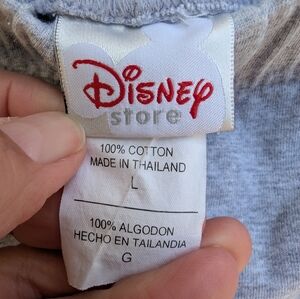 Disney
store
100% COTTON
MADE IN THAILAND
L
100% ALGODON
HECHO EN TAILANDIA
G